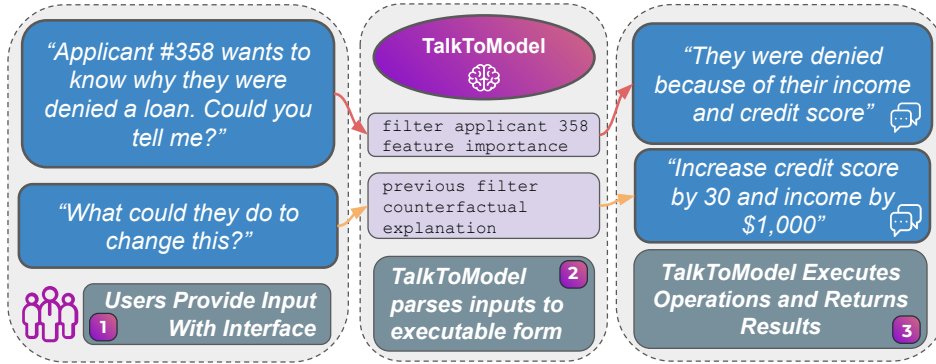 “Applicant #358 wants to
know why they were
denied a loan. Could you
tell me?”
“What could they do to
change this?”
1
Users Provide Input
With Interface
TalkToModel
filter applicant 358
feature importance
previous filter
counterfactual
explanation
2
TalkToModel
parses inputs to
executable form
“They were denied
because of their income
and credit score”
“Increase credit score
by 30 and income by
$1,000”
TalkToModel Executes
Operations and Returns
Results
3